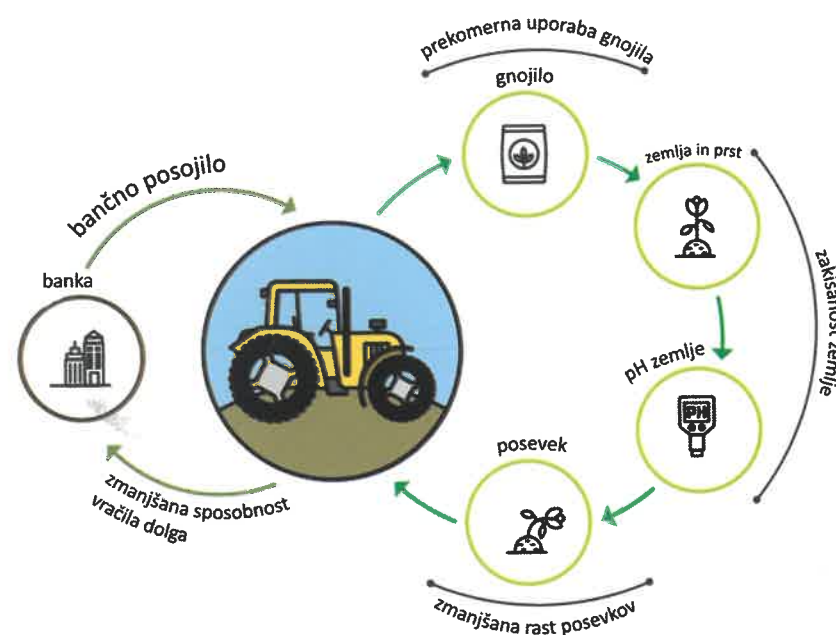 prekomerna uporaba gnojila
gnojilo
zemlja in prst
bančno posojilo
banka
zakisanost zemlje
pH zemlje
PH
posevek
zmanjšana sposobnost
vračila dolga
zmanjšana rast posevkov